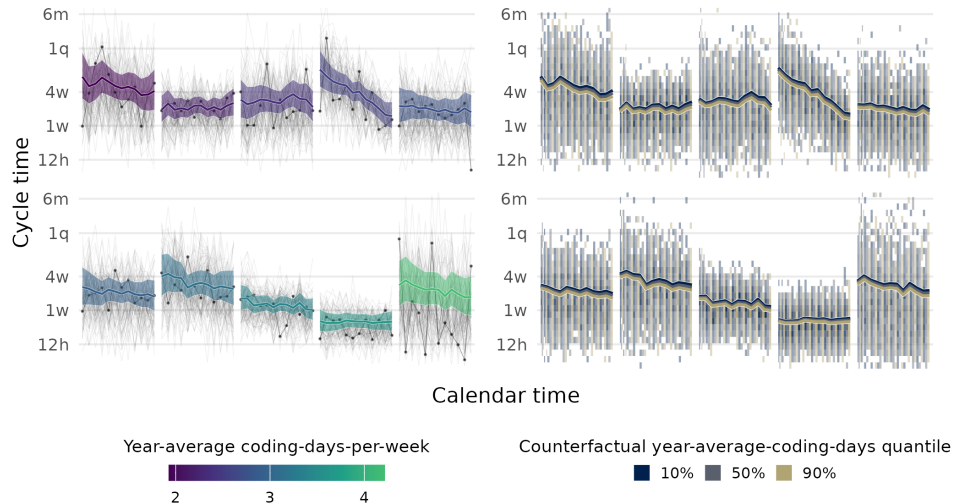 6m
1q
4w
1w
12h
6m
1q
4w
1w
12h
6m
1q
4w
1w
12h
6m
1q
4w
1w
12h
Cycle time
Calendar time
Year-average coding-days-per-week
2 3 4
Counterfactual year-average-coding-days quantile
10% 50% 90%